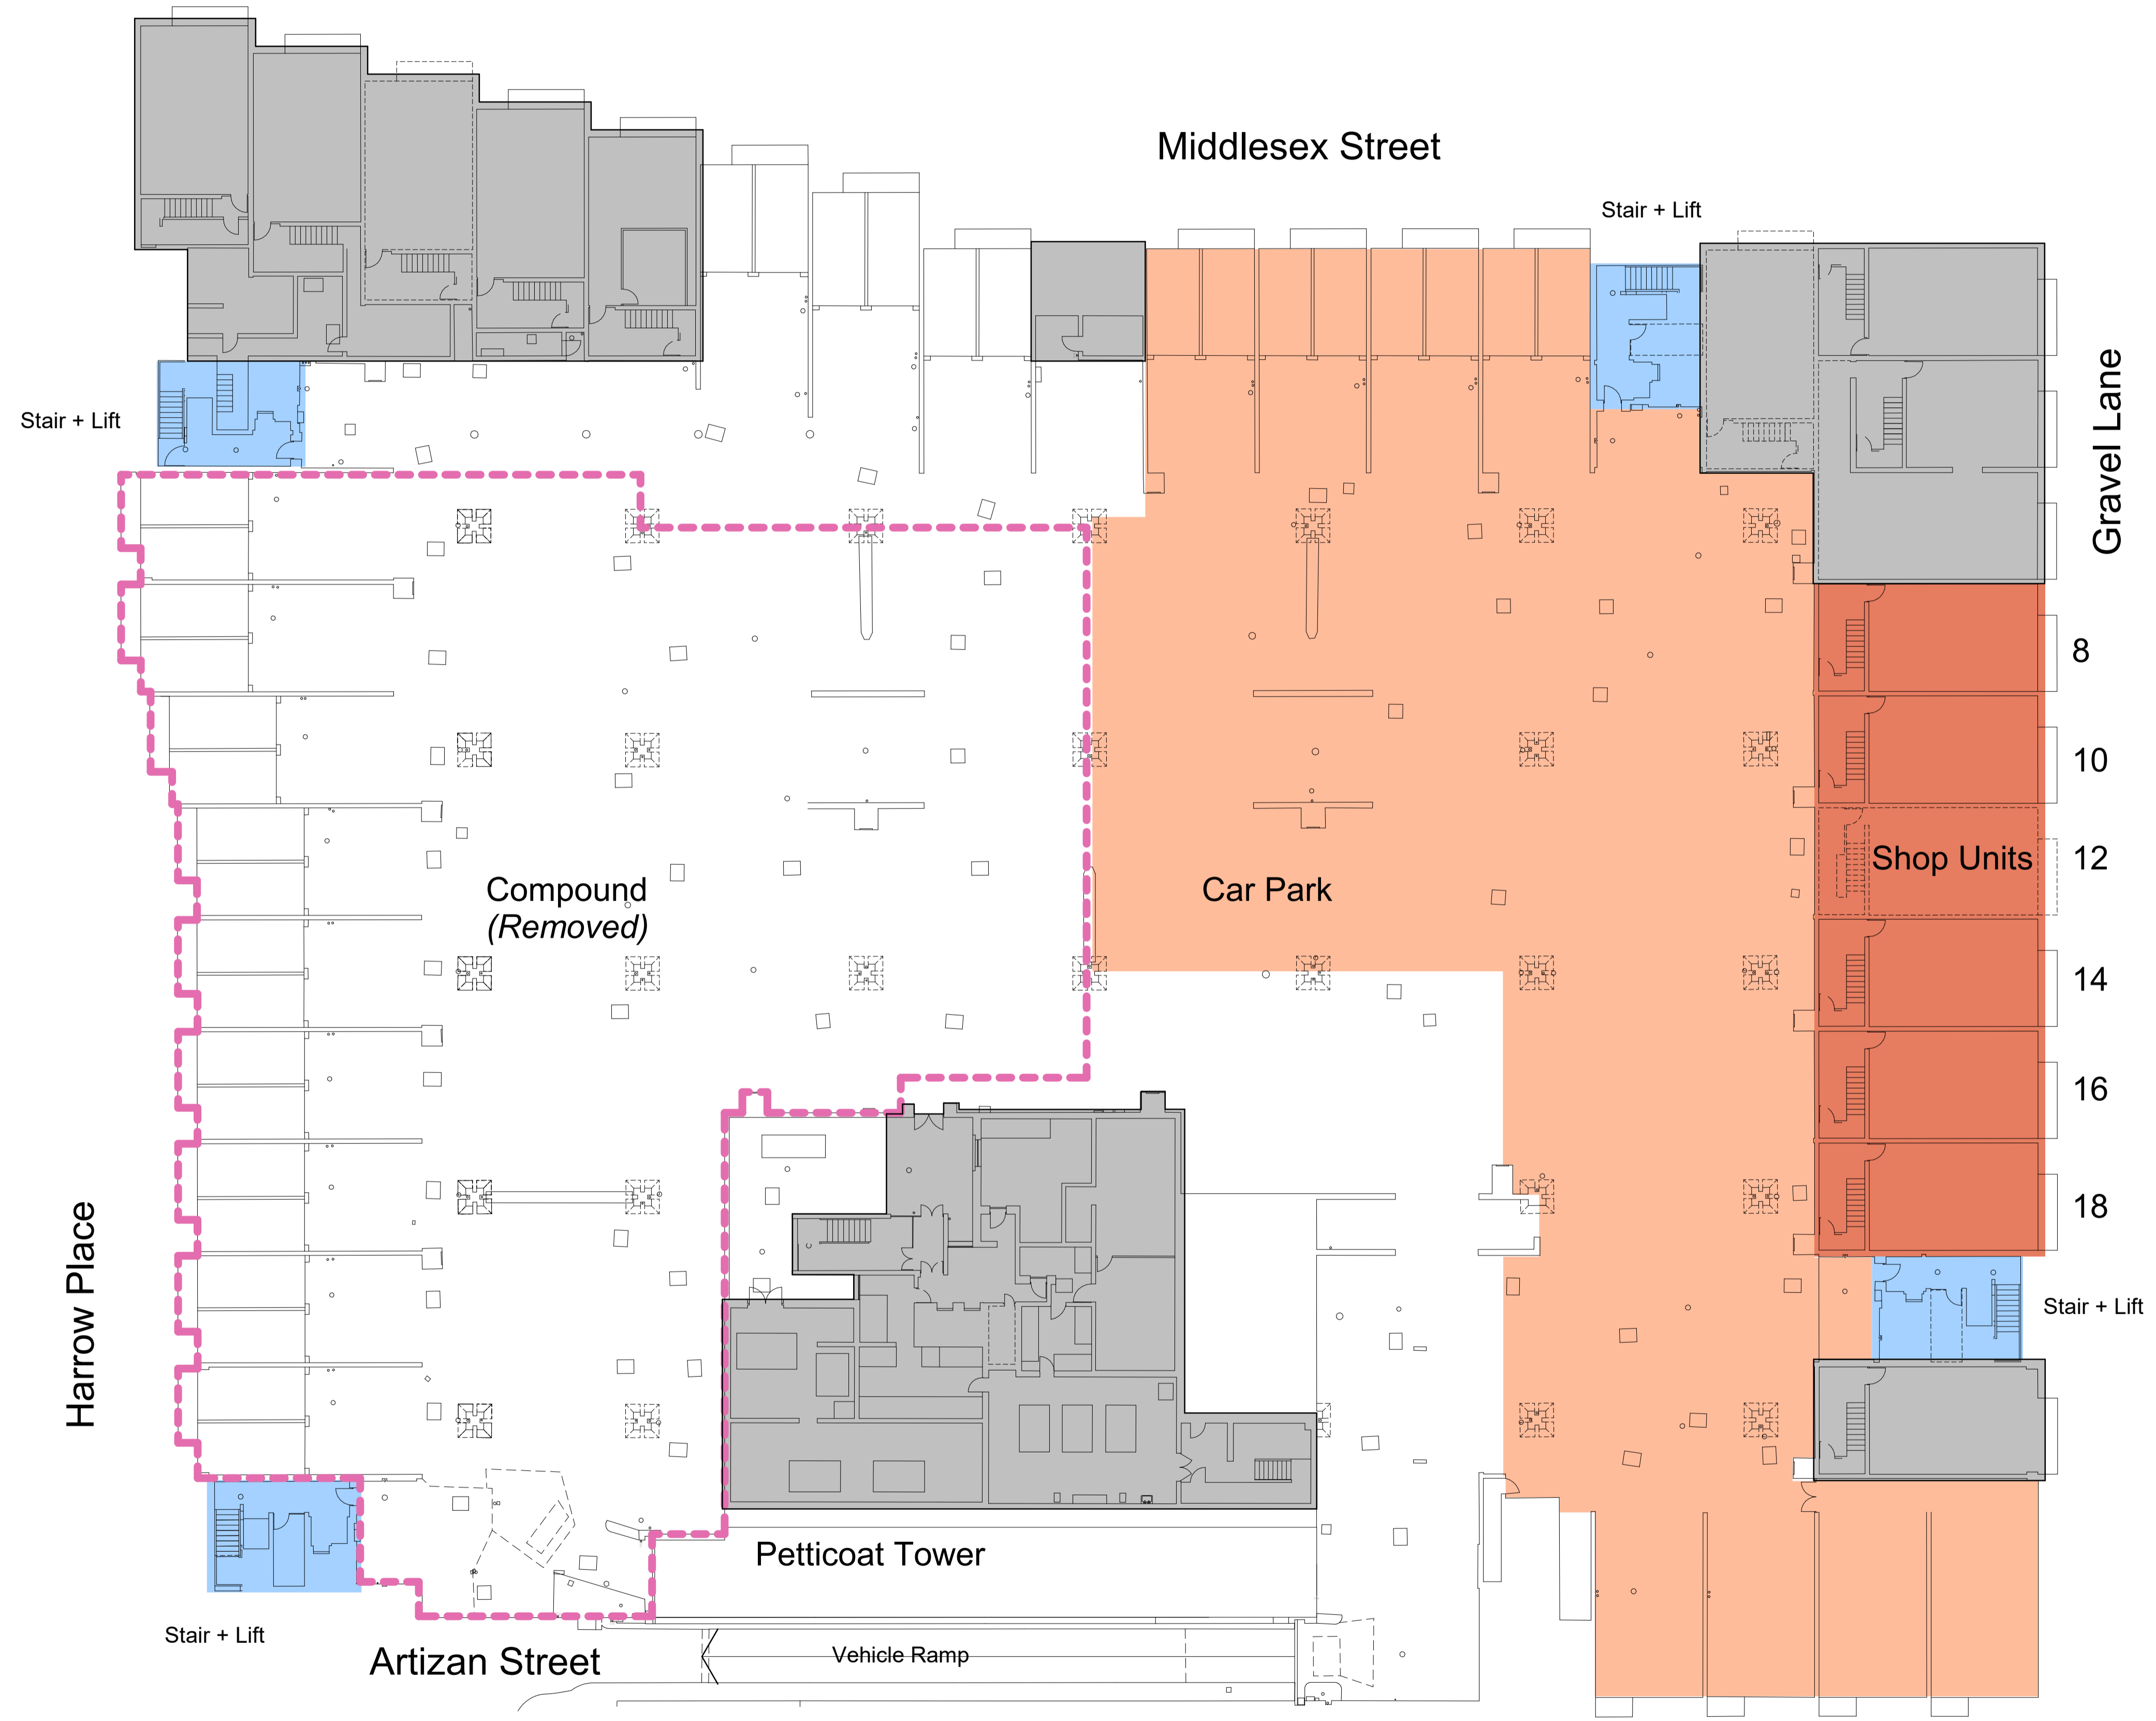 Middlesex Street
Stair + Lift
Stair + Lift
Gravel Lane
8
10
Shop Units
12
Compound
(Removed)
Car Park
14
16
18
Harrow Place
Stair + Lift
Petticoat Tower
Stair + Lift
Artizan Street
Vehicle Ramp